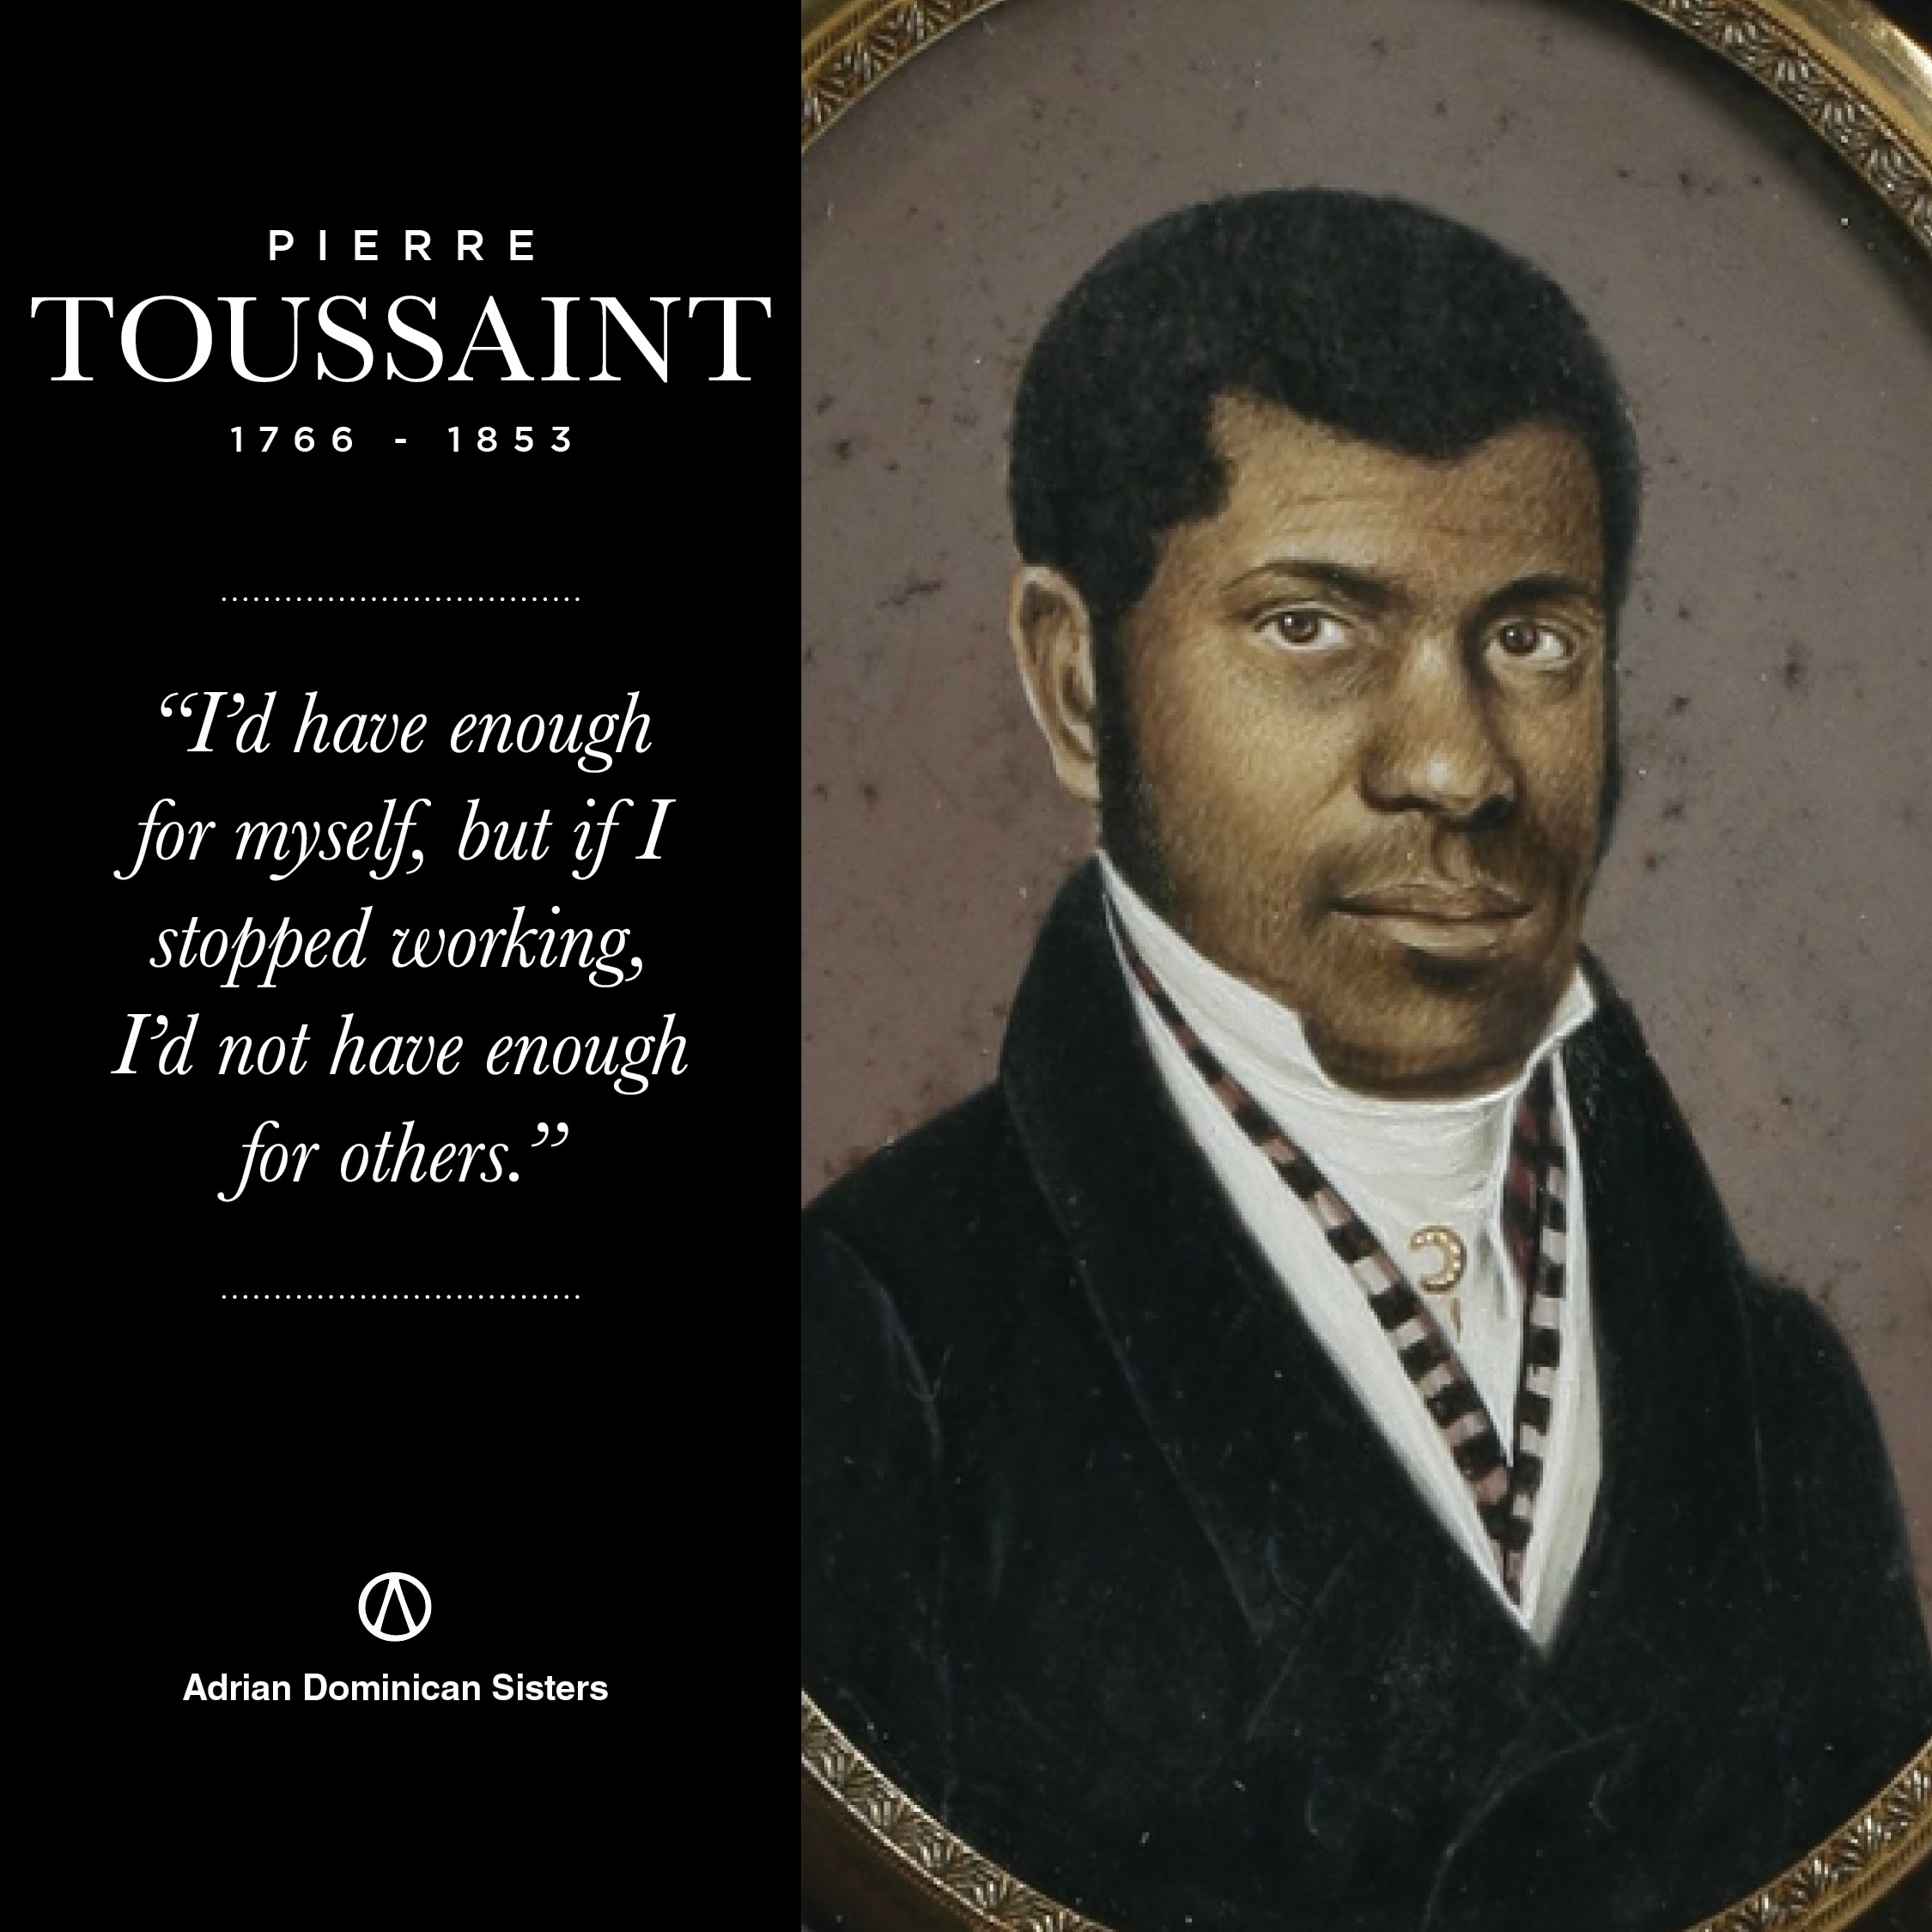 PIERRE
TOUSSAINT
1766 - 1853
“I’d have enough
for myself, but if I
stopped working,
I’d not have enough
for others.”
Adrian Dominican Sisters